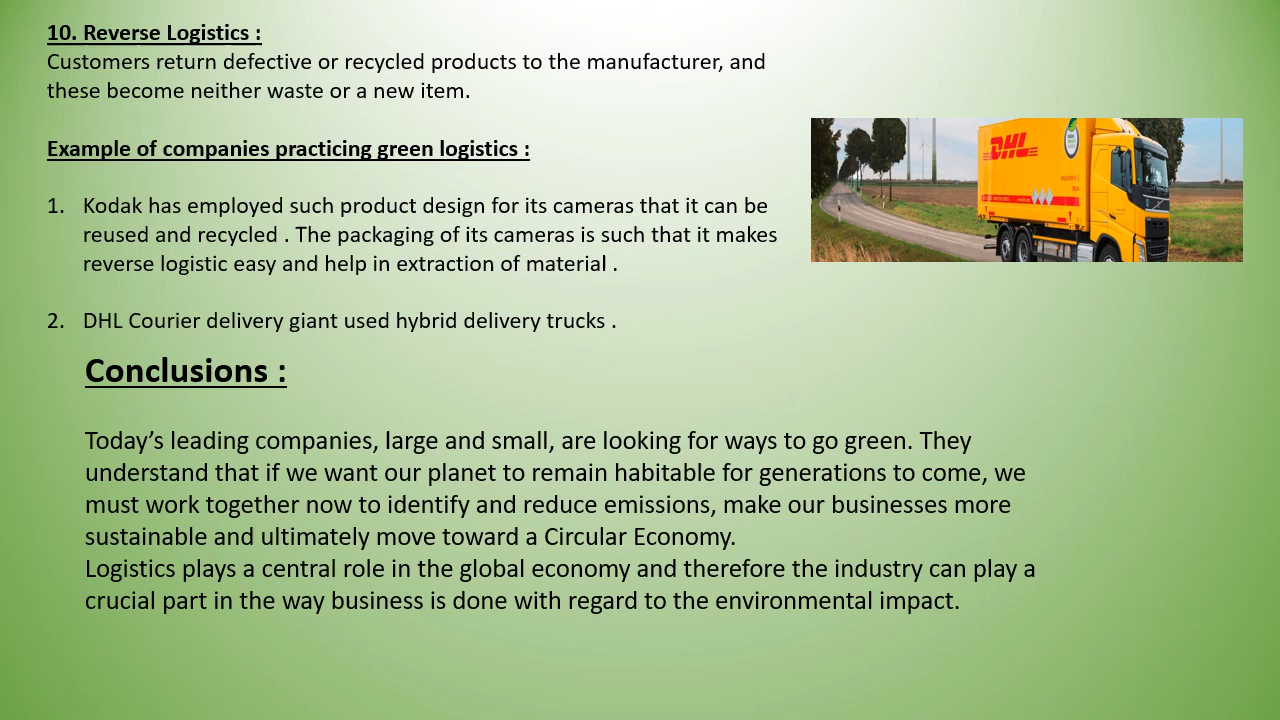 10. Reverse Logistics :
Customers return defective or recycled products to the manufacturer, and
these become neither waste or a new item.
Example of companies practicing green logistics :
1. Kodak has employed such product design for its cameras that it can be
reused and recycled . The packaging of its cameras is such that it makes
reverse logistic easy and help in extraction of material .
2. DHL Courier delivery giant used hybrid delivery trucks .
DHL
Conclusions :
Today’s leading companies, large and small, are looking for ways to go green. They
understand that if we want our planet to remain habitable for generations to come, we
must work together now to identify and reduce emissions, make our businesses more
sustainable and ultimately move toward a Circular Economy.
Logistics plays a central role in the global economy and therefore the industry can play a
crucial part in the way business is done with regard to the environmental impact.